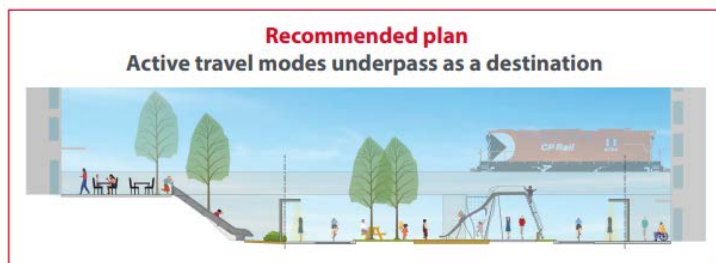 Recommended plan
Active travel modes underpass as a destination
CP Rail